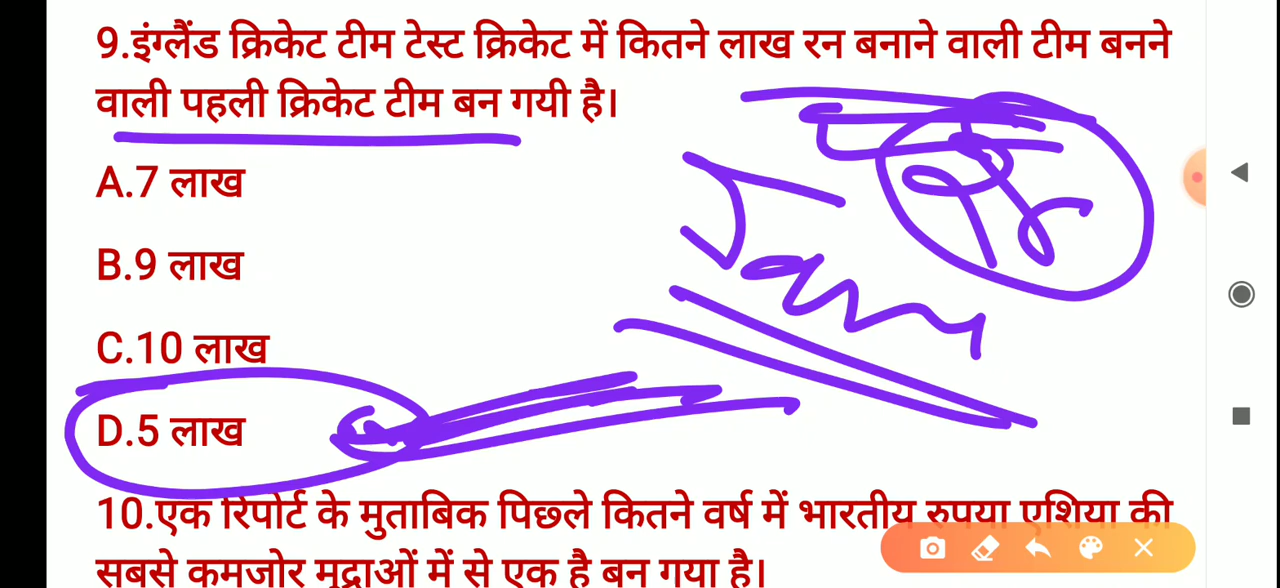 9.इंग्लैंड क्रिकेट टीम टेस्ट क्रिकेट में कितने लाख रन बनाने वाली टीम बनने
वाली पहली क्रिकेट टीम बन गयी है।
A.7 लाख
B.9 लाख
C.10 लाख
D.5 लाख
10.एक रिपोर्ट के मुताबिक पिछले कितने वर्ष में भारतीय रुपया एशिया की
सबसे कमजोर मुद्राओं में से एक है बन गया है।